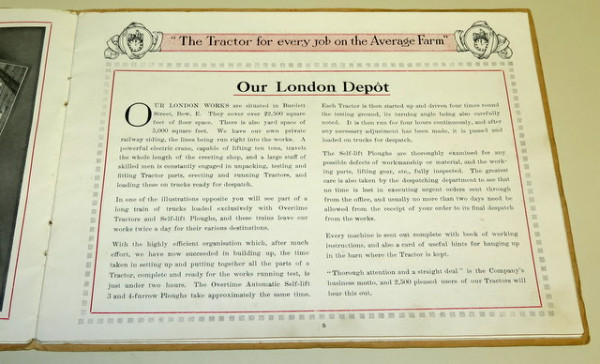 "The Tractor for every job on the Average Farm"
Our London Depôt
OUR LONDON WORKS are situated in Burdett
Street, Bow, E. They cover over 22,500 square
feet of floor space. There is also yard space of
5,000 square feet. We have our own private
railway siding, the lines being run right into the works. A
powerful electric crane, capable of lifting ten tons, travels
the whole length of the erecting shop, and a large staff of
skilled men is constantly engaged in unpacking, testing and
fitting Tractor parts, erecting and running Tractors, and
loading these on trucks ready for despatch.
In one of the illustrations opposite you will see part of a
long train of trucks loaded exclusively with Overtime
Tractors and Self-lift Ploughs, and these trains leave our
works twice a day for their various destinations.
With the highly efficient organisation which, after much
effort, we have now succeeded in building up, the time
taken in setting up and putting together all the parts of a
Tractor, complete and ready for the works running test, is
just under two hours. The Overtime Automatic Self-lift
3 and 4-furrow Ploughs take approximately the same time.
Each Tractor is then started up and driven four times round
the testing ground, its turning angle being also carefully
noted. It is then run for four hours continuously, and after
any necessary adjustment has been made, it is passed and
loaded on trucks for despatch.
The Self-lift Ploughs are thoroughly examined for any
possible defects of workmanship or material, and the work-
ing parts, lifting gear, etc., fully inspected. The greatest
care is also taken by the despatching department to see that
no time is lost in executing urgent orders sent through
from the office, and usually no more than two days need be
allowed from the receipt of your order to its final despatch
from the works.
Every machine is sent out complete with book of working
instructions, and also a card of useful hints for hanging up
in the barn where the Tractor is kept.
"Thorough attention and a straight deal" is the Company's
business motto, and 2,500 pleased users of our Tractors will
bear this out.